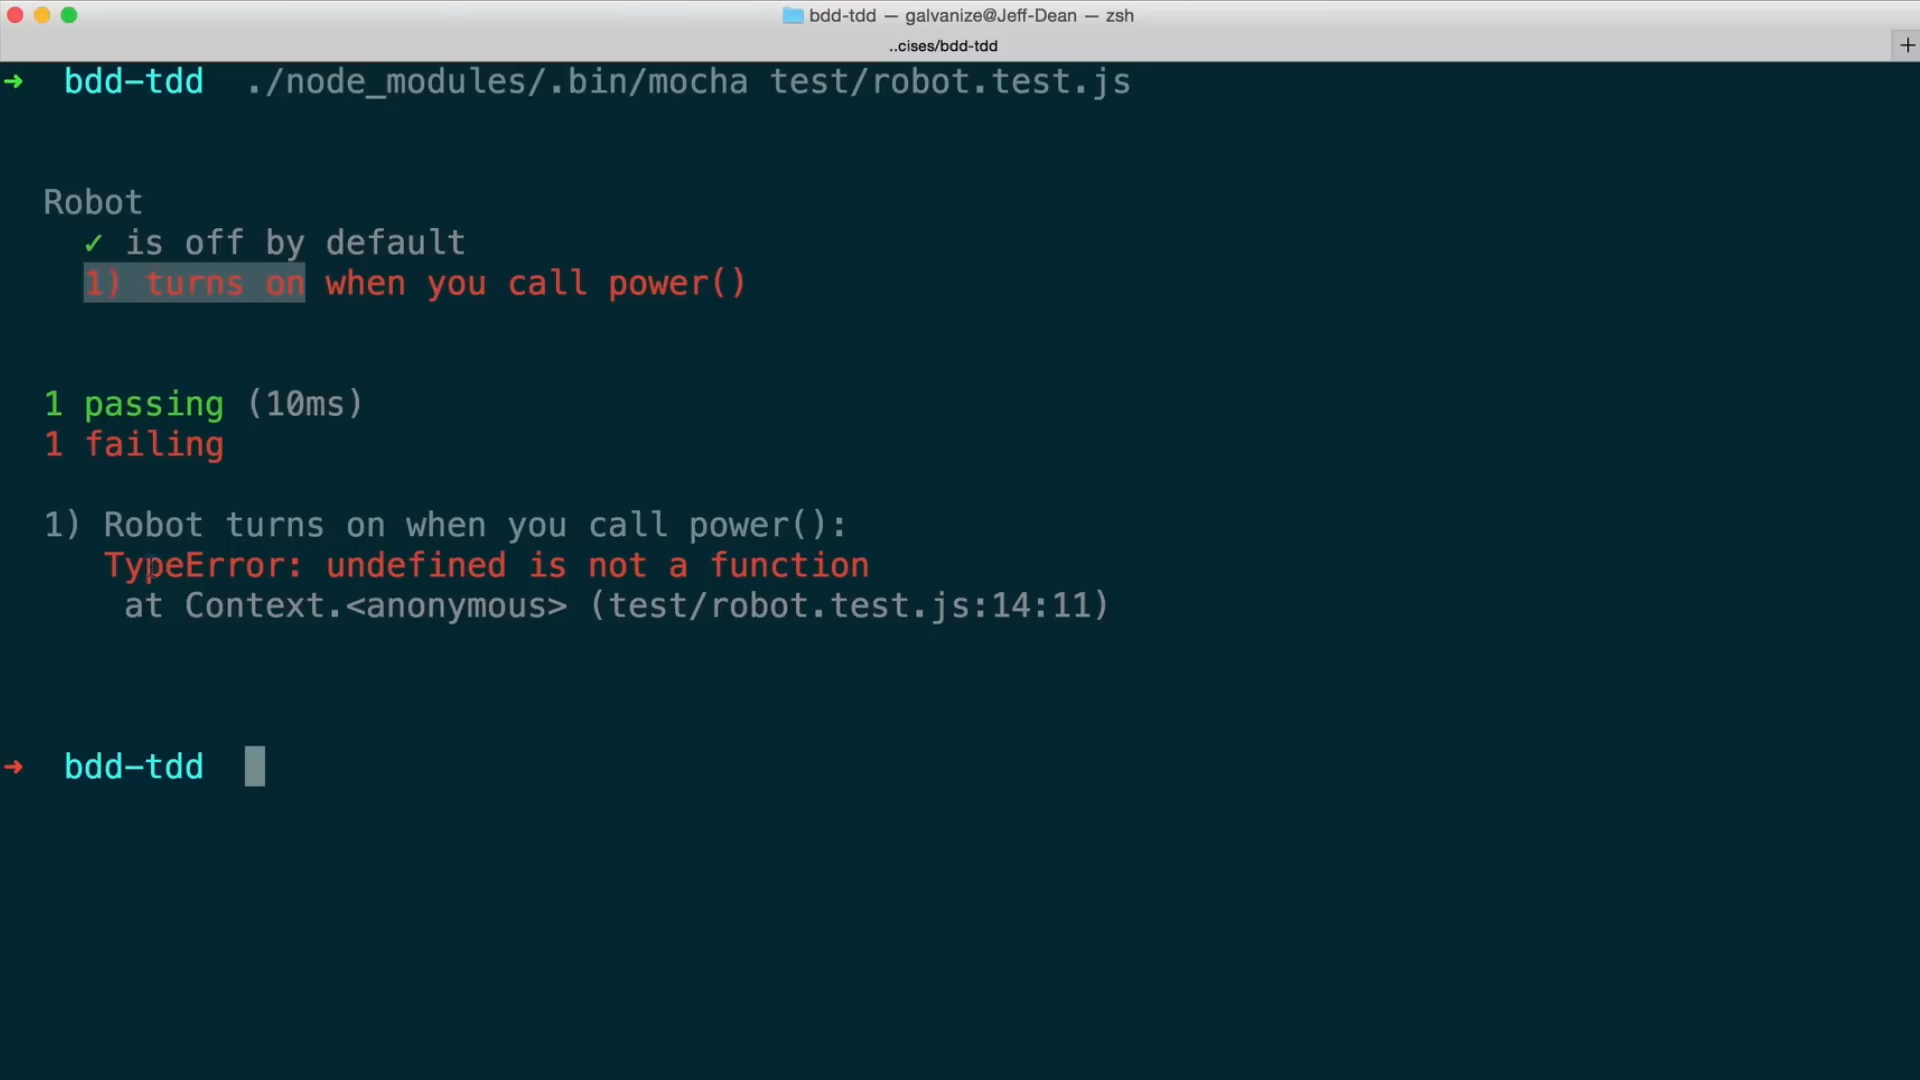 bdd-tdd — galvanize@Jeff-Dean — zsh
..cises/bdd-tdd
+
➜ bdd-tdd ./node_modules/.bin/mocha test/robot.test.js
Robot
✓ is off by default
1) turns on when you call power()
1 passing (10ms)
1 failing
1) Robot turns on when you call power():
TypeError: undefined is not a function
at Context.<anonymous> (test/robot.test.js:14:11)
➜ bdd-tdd